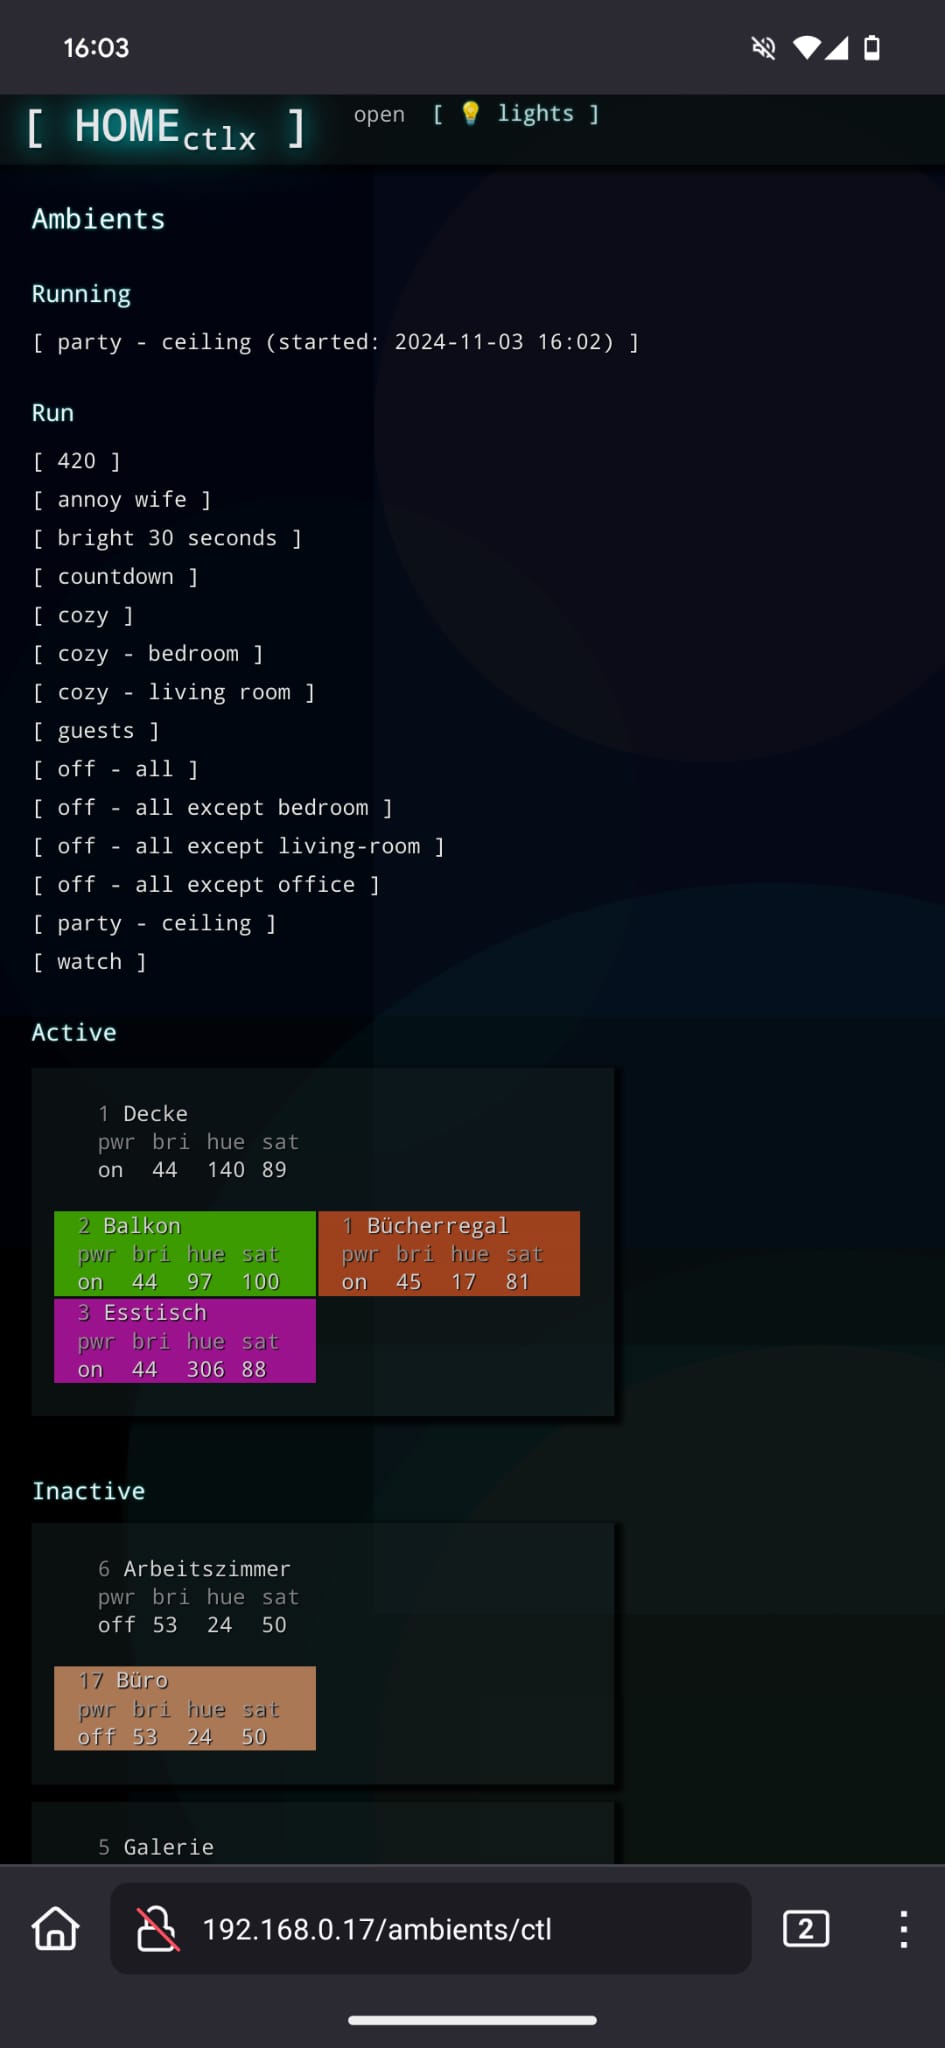 16:03
[ HOMEctlx ] open [ 💡 lights ]
Ambients
Running
[ party - ceiling (started: 2024-11-03 16:02) ]
Run
[ 420 ]
[ annoy wife ]
[ bright 30 seconds ]
[ countdown ]
[ cozy ]
[ cozy - bedroom ]
[ cozy - living room ]
[ guests ]
[ off - all ]
[ off - all except bedroom ]
[ off - all except living-room ]
[ off - all except office ]
[ party - ceiling ]
[ watch ]
Active
1 Decke
pwr bri hue sat
on 44 140 89
2 Balkon
pwr bri hue sat
on 44 97 100
1 Bücherregal
pwr bri hue sat
on 45 17 81
3 Esstisch
pwr bri hue sat
on 44 306 88
Inactive
6 Arbeitszimmer
pwr bri hue sat
off 53 24 50
17 Büro
pwr bri hue sat
off 53 24 50
5 Galerie
192.168.0.17/ambients/ctl
2